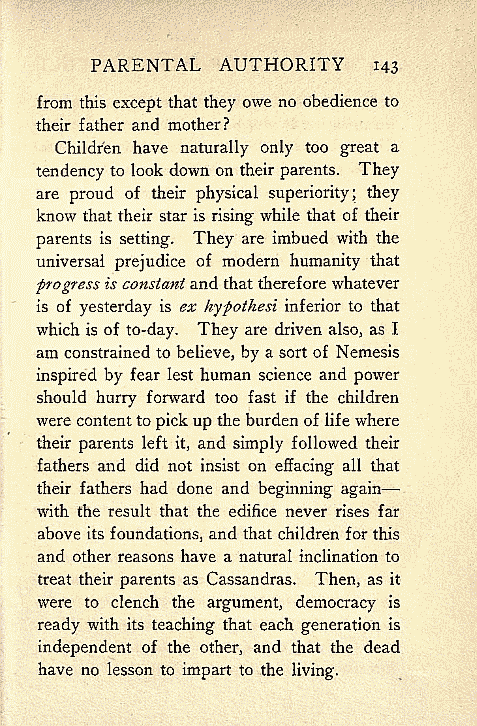 PARENTAL AUTHORITY 143
from this except that they owe no obedience to
their father and mother?
Children have naturally only too great a
tendency to look down on their parents. They
are proud of their physical superiority; they
know that their star is rising while that of their
parents is setting. They are imbued with the
universal prejudice of modern humanity that
progress is constant and that therefore whatever
is of yesterday is ex hypothesi inferior to that
which is of to-day. They are driven also, as I
am constrained to believe, by a sort of Nemesis
inspired by fear lest human science and power
should hurry forward too fast if the children
were content to pick up the burden of life where
their parents left it, and simply followed their
fathers and did not insist on effacing all that
their fathers had done and beginning again—
with the result that the edifice never rises far
above its foundations, and that children for this
and other reasons have a natural inclination to
treat their parents as Cassandras. Then, as it
were to clench the argument, democracy is
ready with its teaching that each generation is
independent of the other, and that the dead
have no lesson to impart to the living.